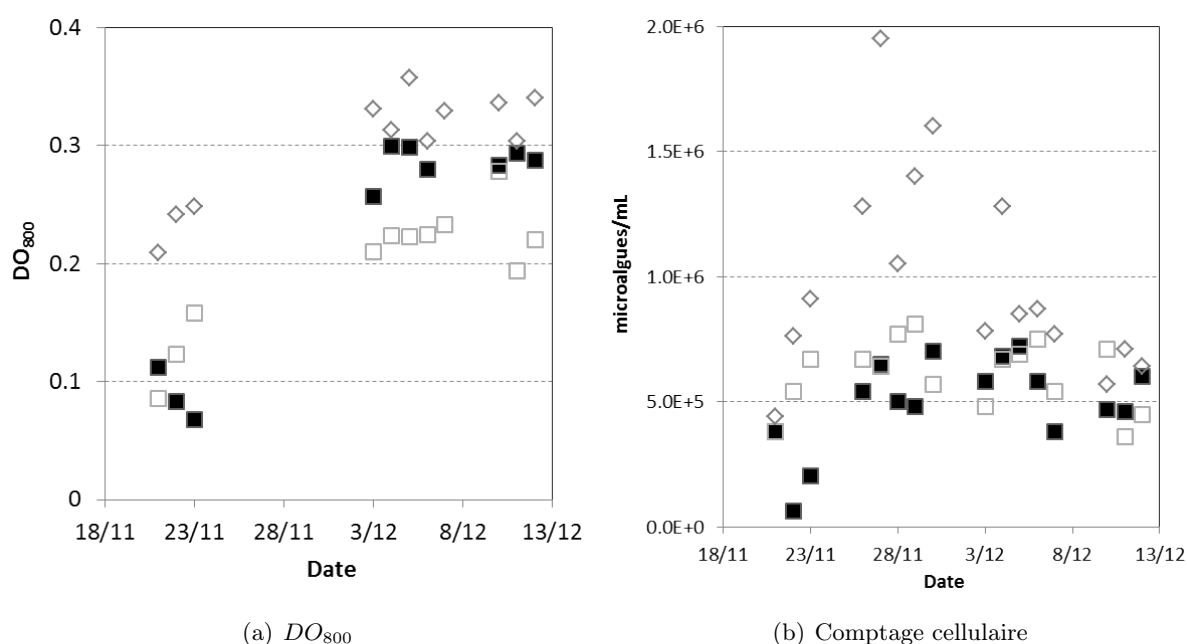 0.4
0.3
0.2
0.1
0
DO800
18/11 23/11 28/11 3/12 8/12 13/12
Date
(a) DO800
2.0E+6
1.5E+6
1.0E+6
5.0E+5
0.0E+0
microalgues/mL
18/11 23/11 28/11 3/12 8/12 13/12
Date
(b) Comptage cellulaire